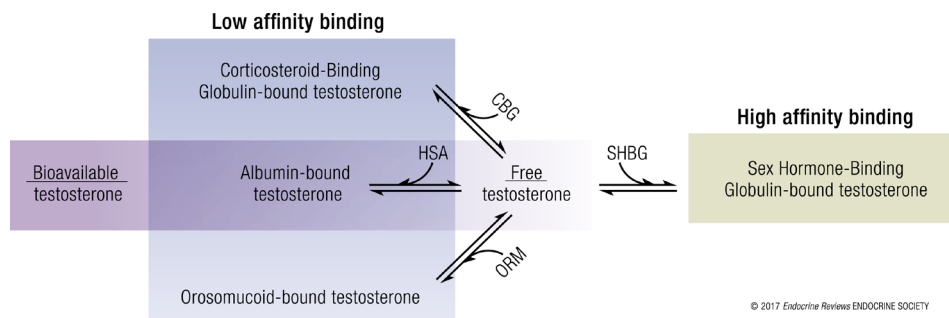 Low affinity binding
Corticosteroid-Binding
Globulin-bound testosterone
CBG
High affinity binding
Bioavailable
testosterone
Albumin-bound
testosterone
HSA
Free
testosterone
SHBG
Sex Hormone-Binding
Globulin-bound testosterone
ORM
Orosomucoid-bound testosterone
© 2017 Endocrine Reviews ENDOCRINE SOCIETY